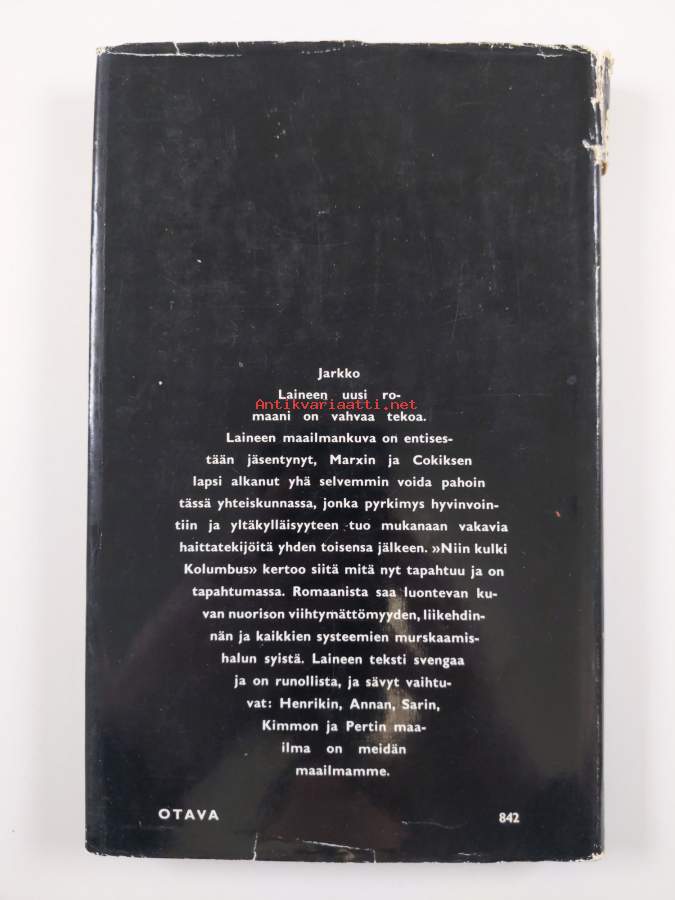 Jarkko
Laineen uusi ro-
Antikvariaatti.net
maani on vahvaa tekoa.
Laineen maailmankuva on entises-
tään jäsentynyt, Marxin ja Cokiksen
lapsi alkanut yhä selvemmin voida pahoin
tässä yhteiskunnassa, jonka pyrkimys hyvinvoin-
tiin ja yltäkylläisyyteen tuo mukanaan vakavia
haittatekijöitä yhden toisensa jälkeen. »Niin kulki
Kolumbus» kertoo siitä mitä nyt tapahtuu ja on
tapahtumassa. Romaanista saa luontevan ku-
van nuorison viihtymättömyyden, liikehdin-
nän ja kaikkien systeemien murskaamis-
halun syistä. Laineen teksti svengaa
ja on runollista, ja sävyt vaihtu-
vat: Henrikin, Annan, Sarin,
Kimmon ja Pertin maa-
ilma on meidän
maailmamme.
OTAVA 842